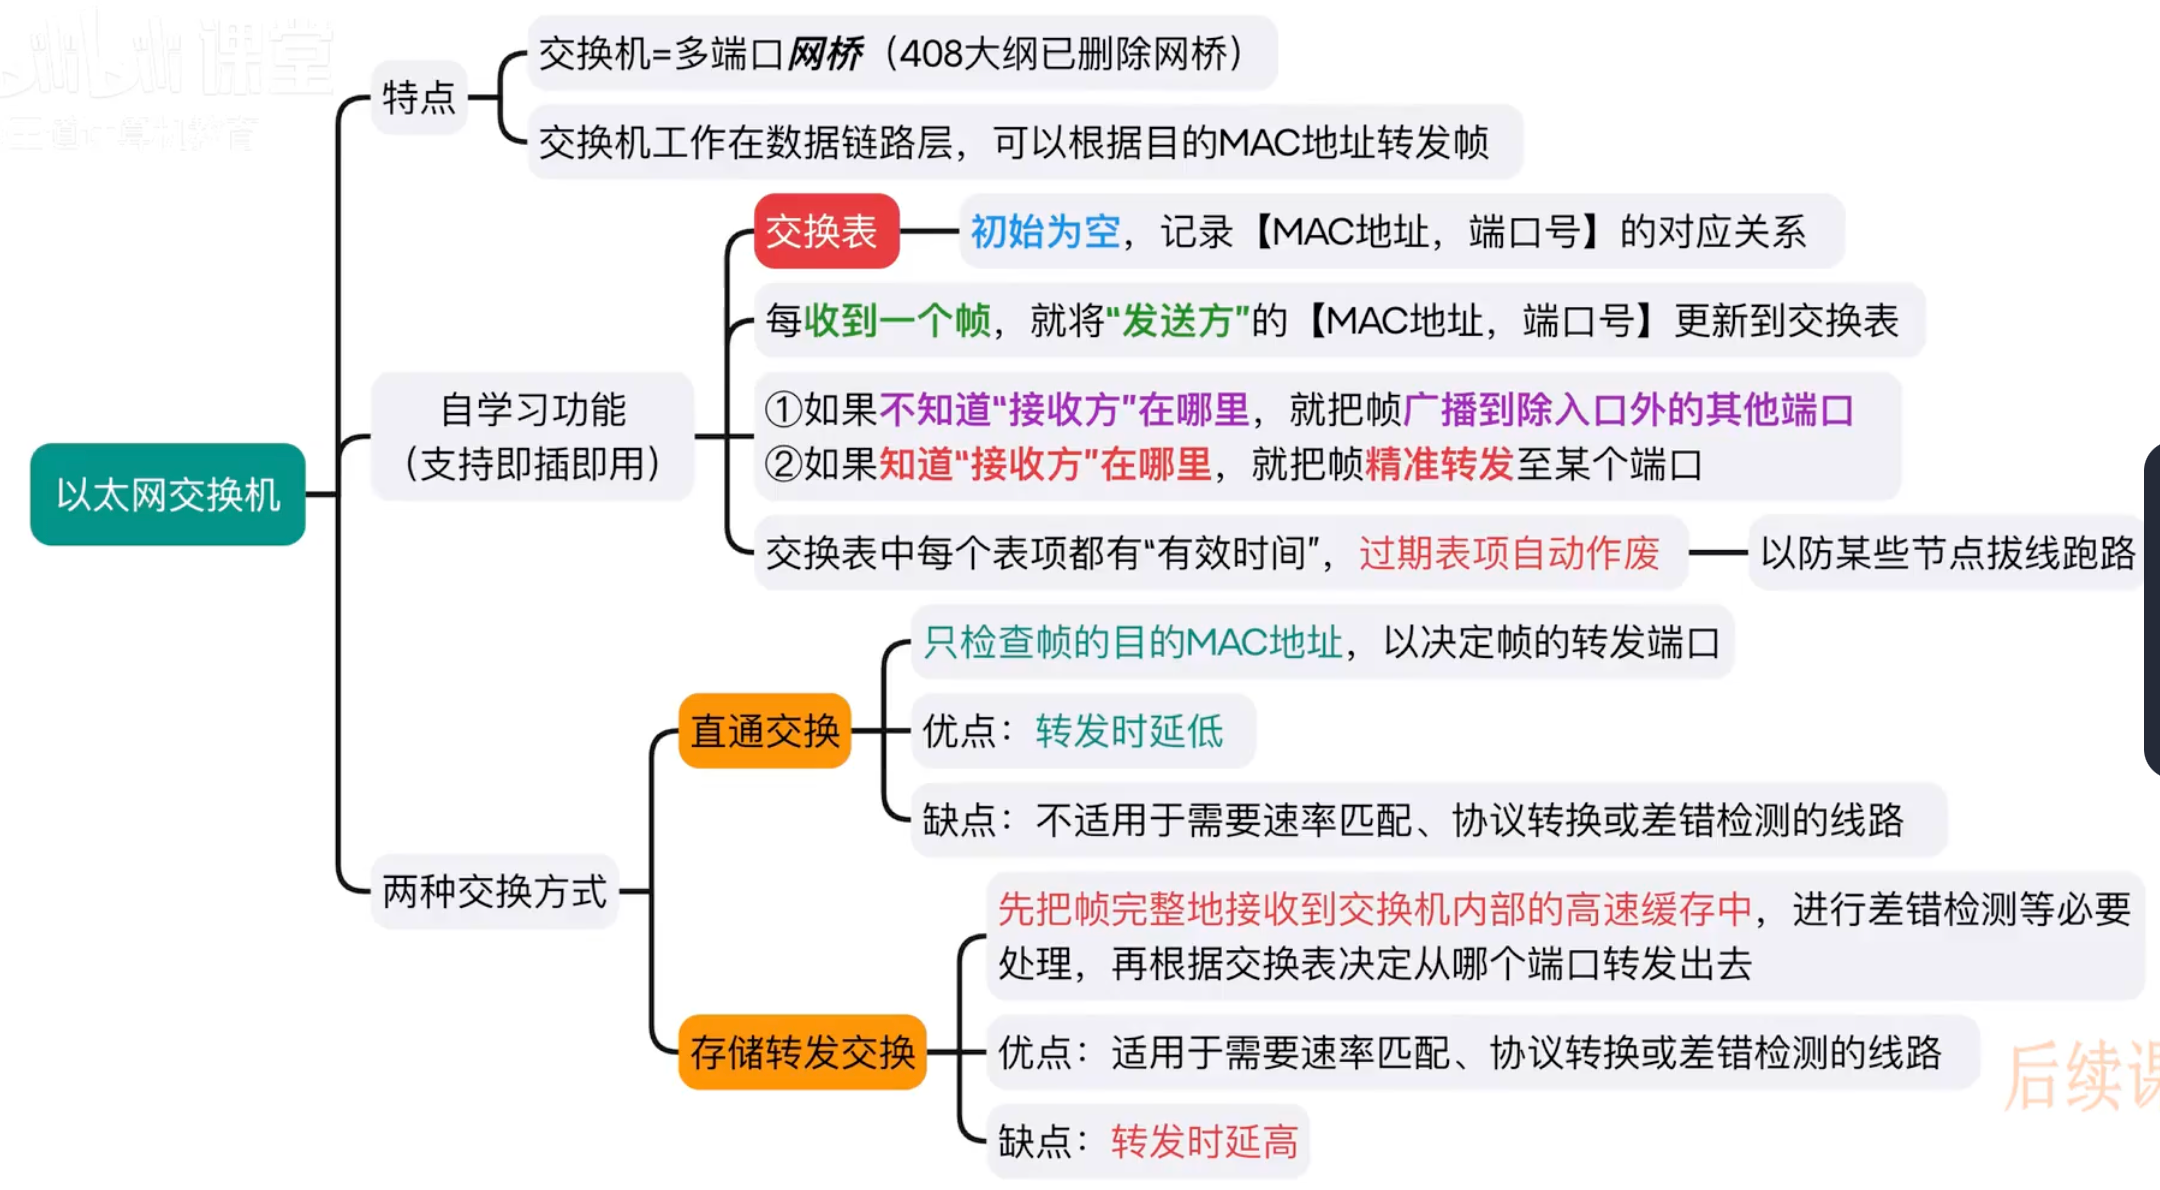 课堂
王道计算机教育
交换机=多端口网桥（408大纲已删除网桥）
特点
交换机工作在数据链路层，可以根据目的MAC地址转发帧
交换表
初始为空，记录【MAC地址，端口号】的对应关系
每收到一个帧，就将“发送方”的【MAC地址，端口号】更新到交换表
自学习功能
（支持即插即用）
①如果不知道“接收方”在哪里，就把帧广播到除入口外的其他端口
②如果知道“接收方”在哪里，就把帧精准转发至某个端口
以太网交换机
交换表中每个表项都有“有效时间”，过期表项自动作废
以防某些节点拔线跑路
只检查帧的目的MAC地址，以决定帧的转发端口
直通交换
优点：转发时延低
缺点：不适用于需要速率匹配、协议转换或差错检测的线路
两种交换方式
先把帧完整地接收到交换机内部的高速缓存中，进行差错检测等必要
处理，再根据交换表决定从哪个端口转发出去
存储转发交换
优点：适用于需要速率匹配、协议转换或差错检测的线路
缺点：转发时延高
后续课